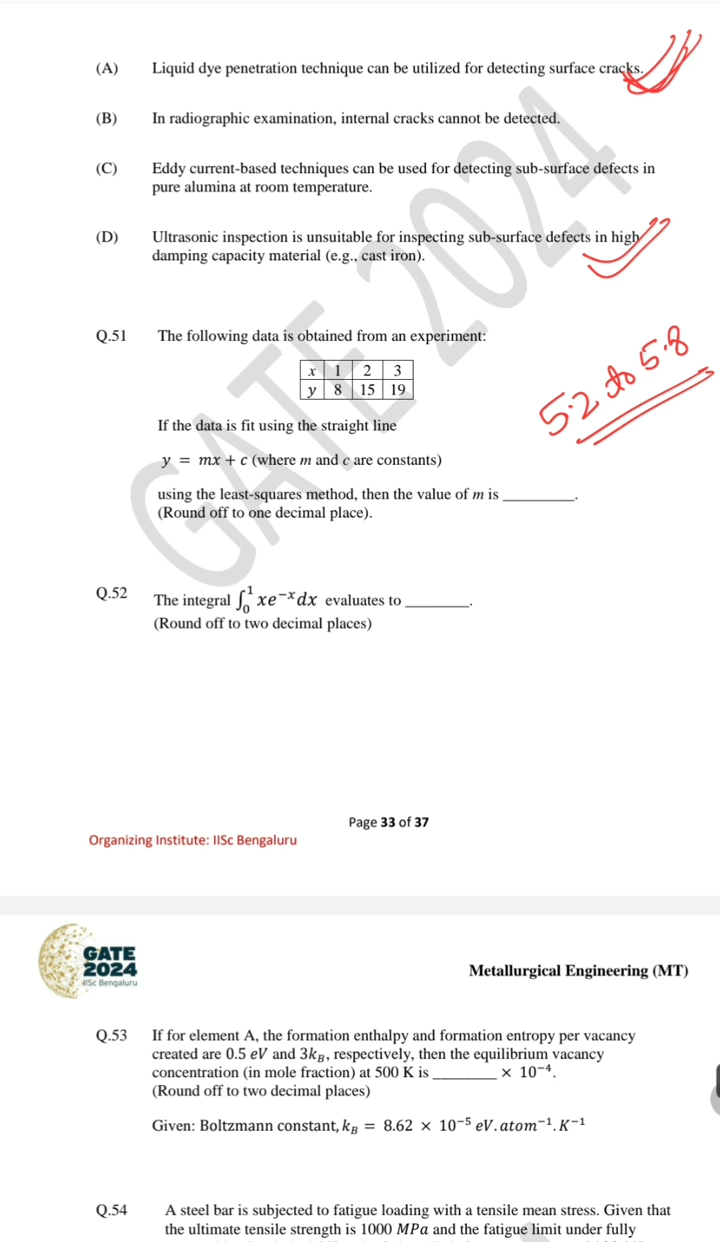 (A) Liquid dye penetration technique can be utilized for detecting surface cracks.
(B) In radiographic examination, internal cracks cannot be detected.
(C) Eddy current-based techniques can be used for detecting sub-surface defects in
pure alumina at room temperature.
(D) Ultrasonic inspection is unsuitable for inspecting sub-surface defects in high
damping capacity material (e.g., cast iron).
GATE 2024
Q.51 The following data is obtained from an experiment:
x 1 2 3
y 8 15 19
5.2 to 5.8
If the data is fit using the straight line
y = mx + c (where m and c are constants)
using the least-squares method, then the value of m is ________.
(Round off to one decimal place).
Q.52 The integral ∫₀¹ xe⁻ˣdx evaluates to ________.
(Round off to two decimal places)
Page 33 of 37
Organizing Institute: IISc Bengaluru
GATE
2024
IISc Bengaluru
Metallurgical Engineering (MT)
Q.53 If for element A, the formation enthalpy and formation entropy per vacancy
created are 0.5 eV and 3k_B, respectively, then the equilibrium vacancy
concentration (in mole fraction) at 500 K is ________ × 10⁻⁴.
(Round off to two decimal places)
Given: Boltzmann constant, k_B = 8.62 × 10⁻⁵ eV.atom⁻¹.K⁻¹
Q.54 A steel bar is subjected to fatigue loading with a tensile mean stress. Given that
the ultimate tensile strength is 1000 MPa and the fatigue limit under fully